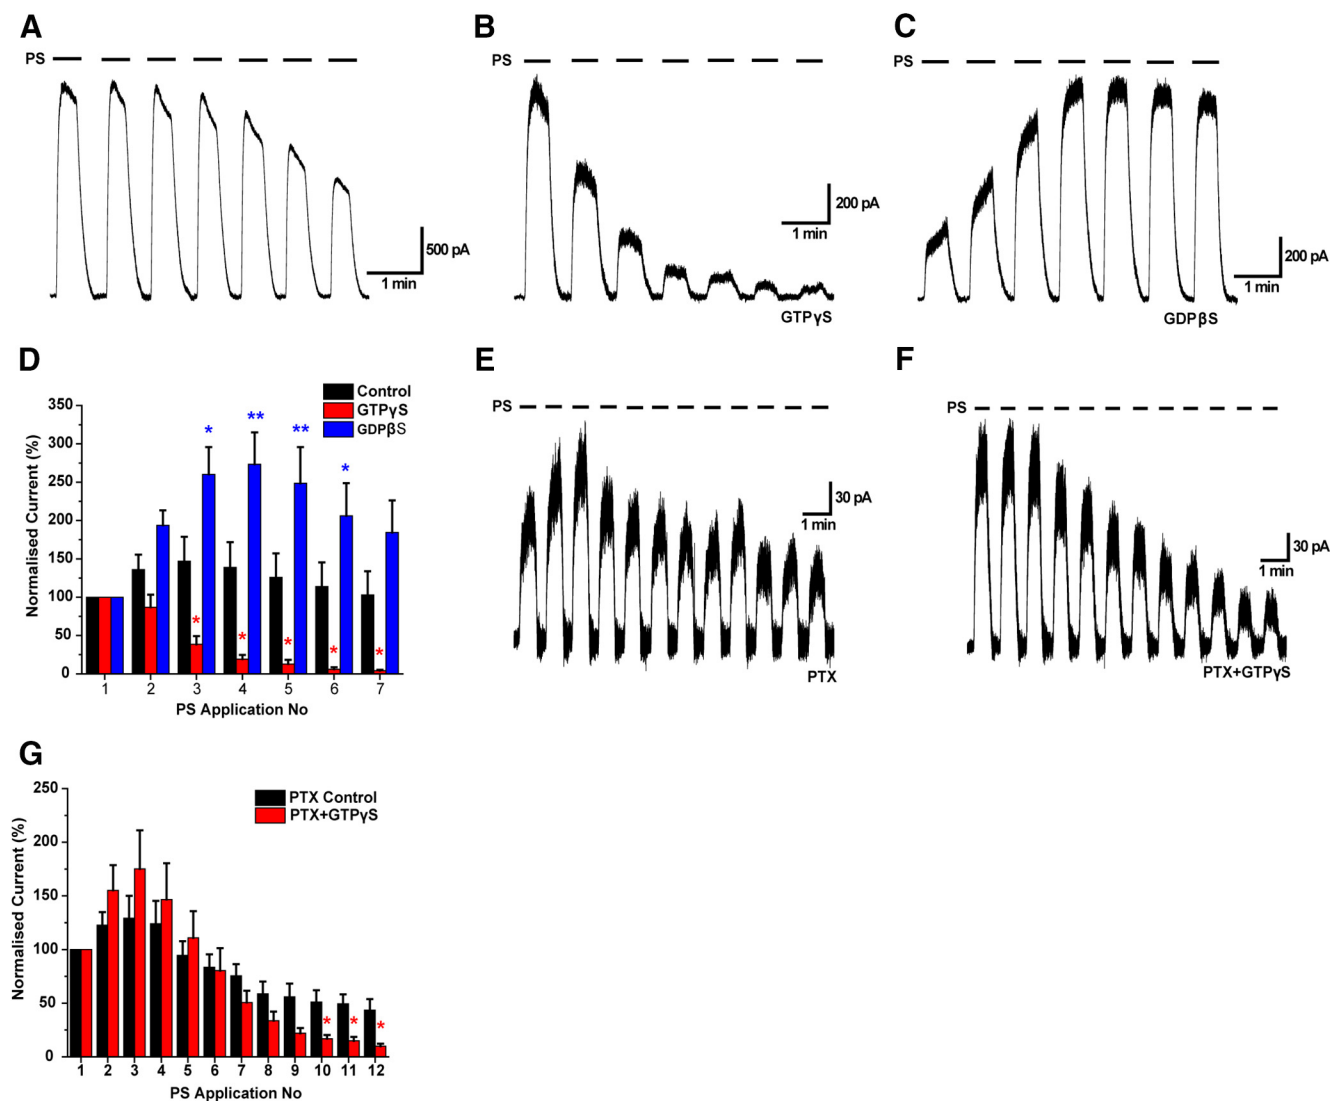 A
PS
500 pA
1 min
B
PS
200 pA
1 min
GTPγS
C
PS
200 pA
1 min
GDPβS
D
Control
GTPγS
GDPβS
Normalised Current (%)
350
300
250
200
150
100
50
0
* ** ** *
* * * * *
1 2 3 4 5 6 7
PS Application No
E
PS
30 pA
1 min
PTX
F
PS
30 pA
1 min
PTX+GTPγS
G
PTX Control
PTX+GTPγS
Normalised Current (%)
250
200
150
100
50
0
* * *
1 2 3 4 5 6 7 8 9 10 11 12
PS Application No